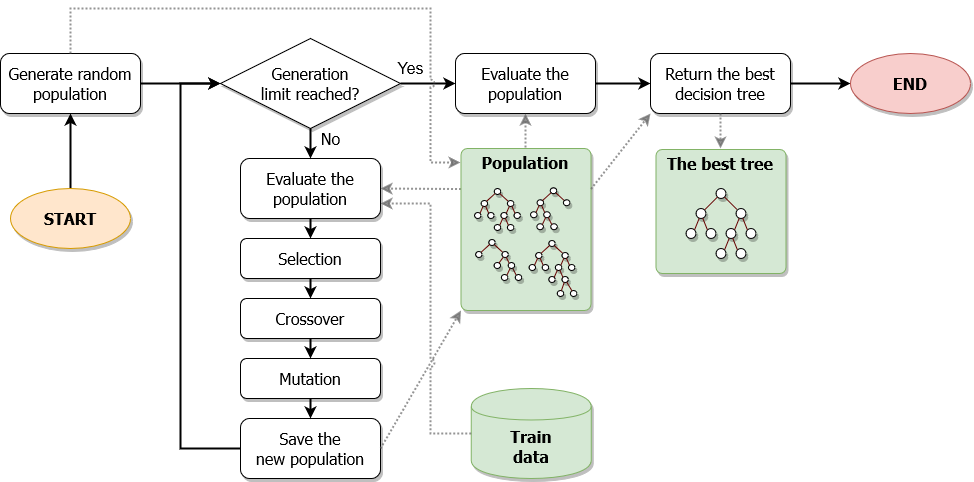 Generate random
population
Generation
limit reached?
Yes
Evaluate the
population
Return the best
decision tree
END
No
START
Evaluate the
population
Population
The best tree
Selection
Crossover
Mutation
Save the
new population
Train
data